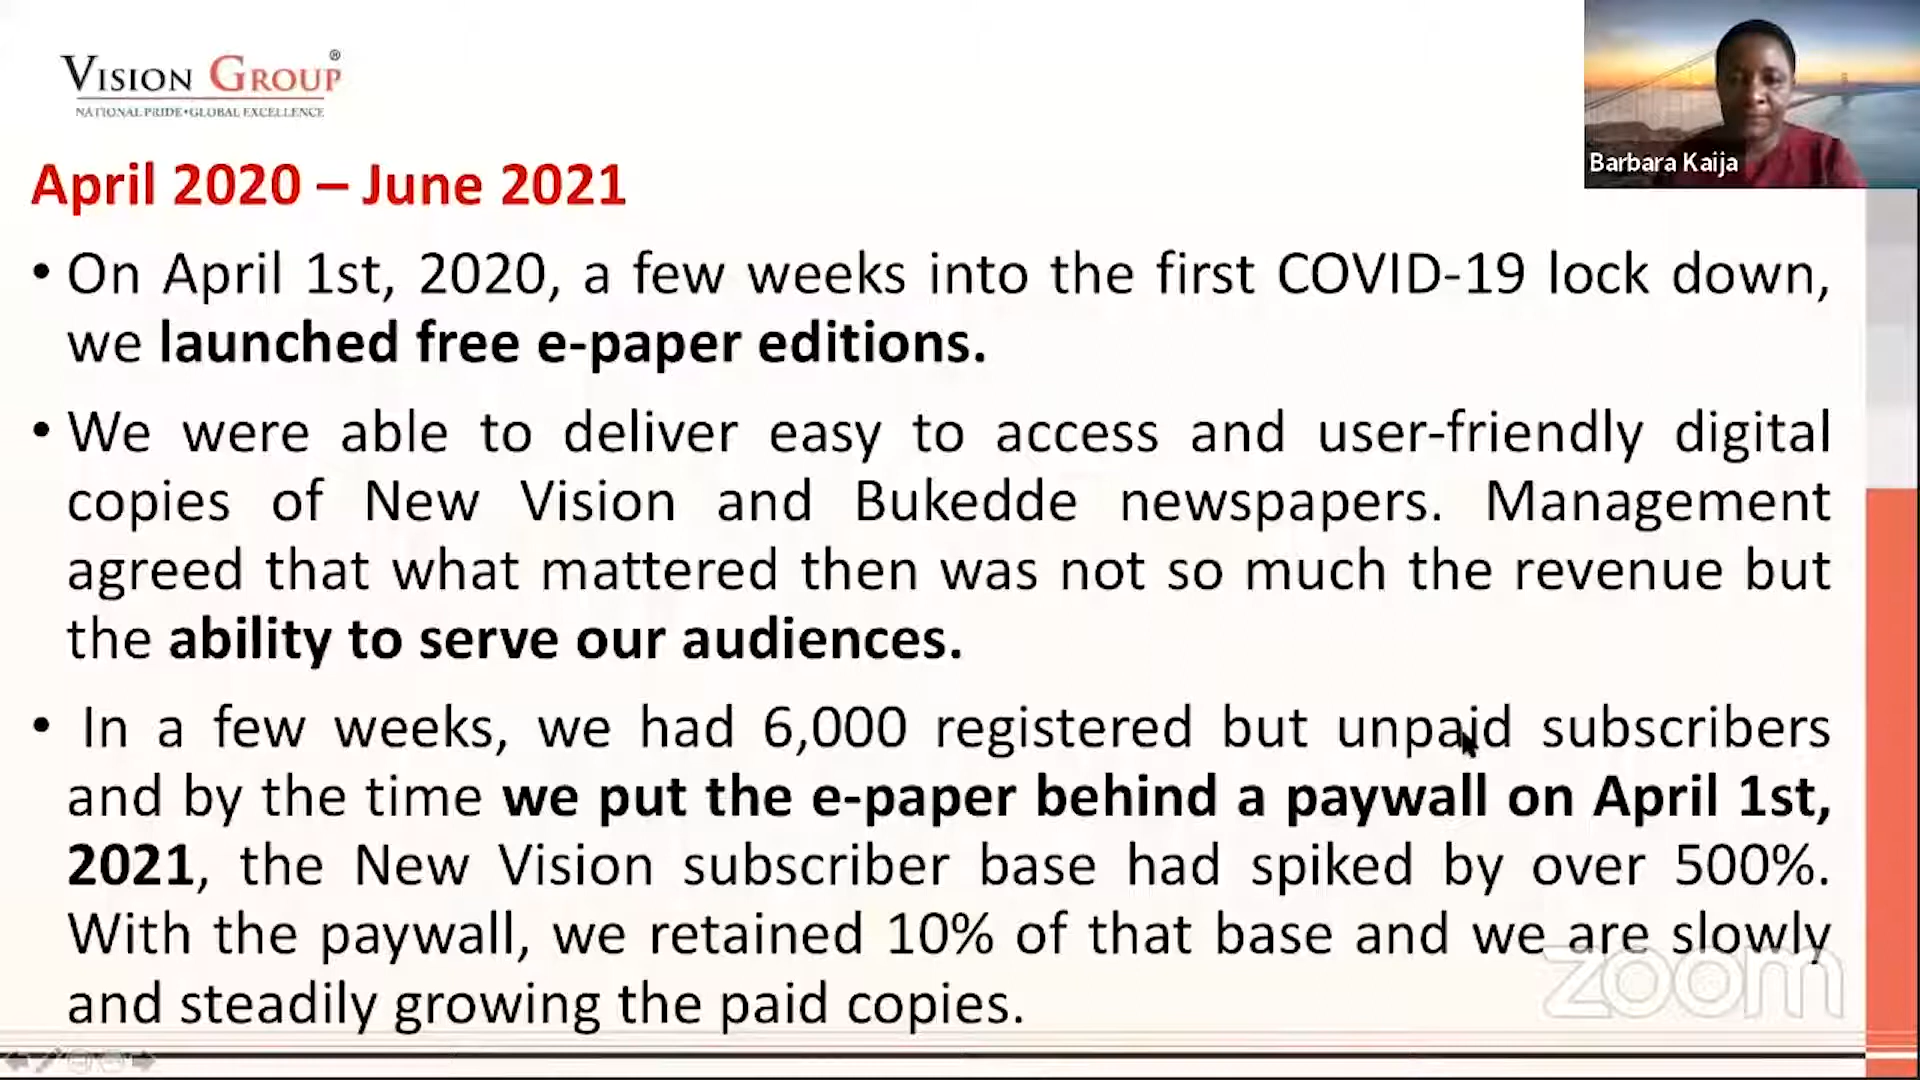 VISION GROUP®
NATIONAL PRIDE•GLOBAL EXCELLENCE
Barbara Kaija
April 2020 – June 2021
• On April 1st, 2020, a few weeks into the first COVID-19 lock down,
we launched free e-paper editions.
• We were able to deliver easy to access and user-friendly digital
copies of New Vision and Bukedde newspapers. Management
agreed that what mattered then was not so much the revenue but
the ability to serve our audiences.
• In a few weeks, we had 6,000 registered but unpaid subscribers
and by the time we put the e-paper behind a paywall on April 1st,
2021, the New Vision subscriber base had spiked by over 500%.
With the paywall, we retained 10% of that base and we are slowly
and steadily growing the paid copies.
zoom